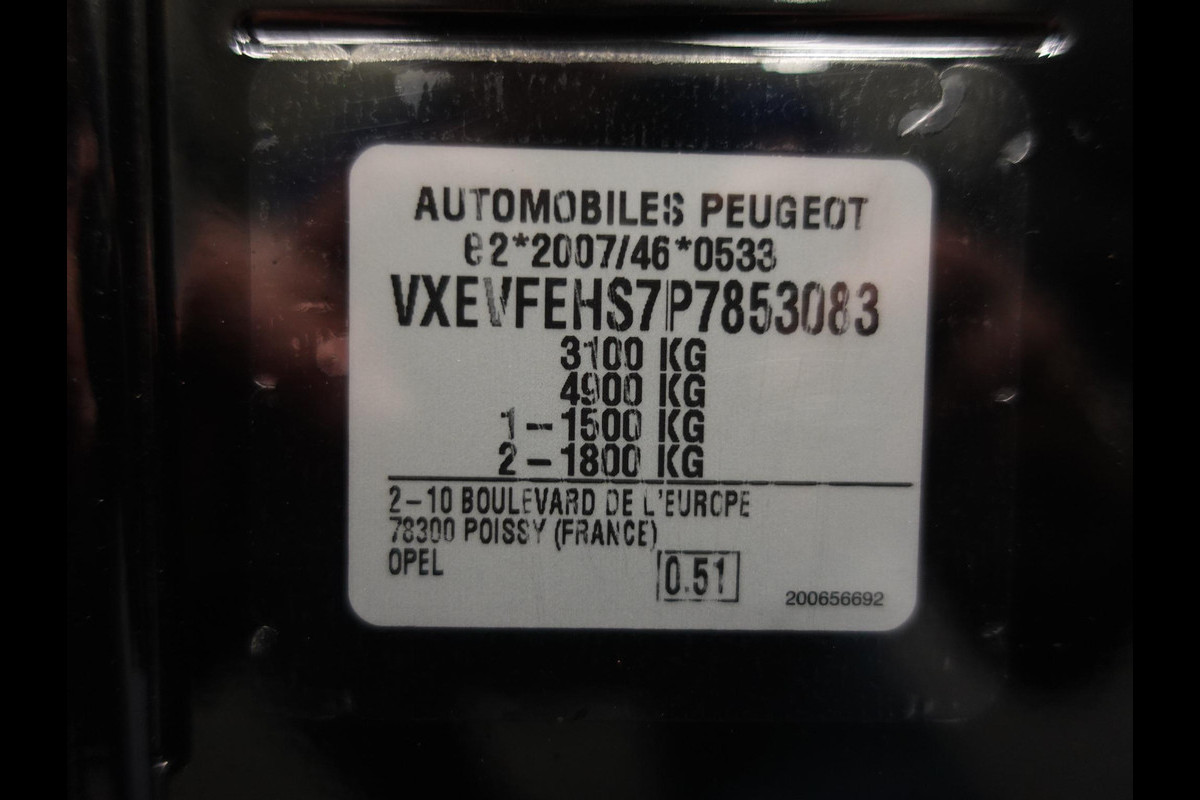 AUTOMOBILES PEUGEOT
e2*2007/46*0533
VXEVFEHS7P7853083
3100 KG
4900 KG
1-1500 KG
2-1800 KG
2-10 BOULEVARD DE L'EUROPE
78300 POISSY (FRANCE)
OPEL
0.51
200656692